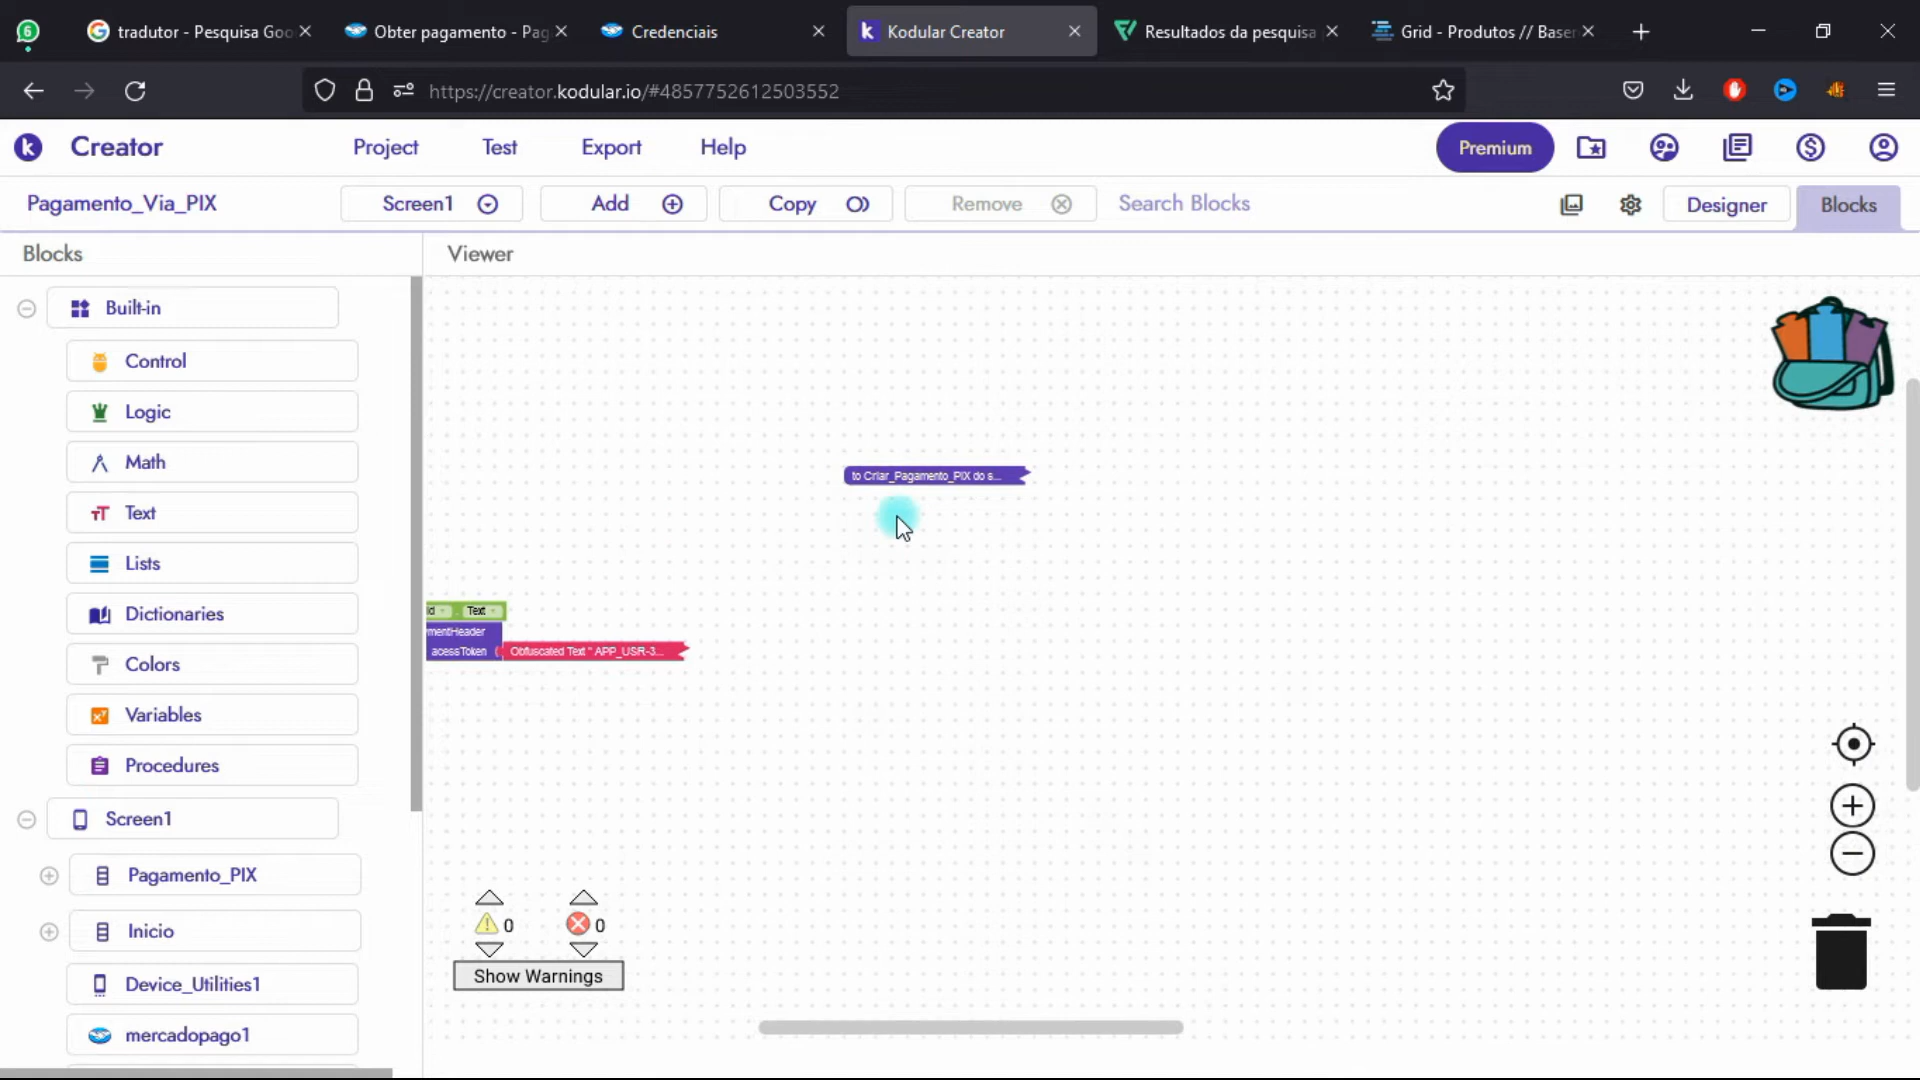 6
tradutor - Pesquisa Goo
Obter pagamento - Pag
Credenciais
Kodular Creator
Resultados da pesquisa
Grid - Produtos // Baser
https://creator.kodular.io/#4857752612503552
Creator
Project
Test
Export
Help
Premium
Pagamento_Via_PIX
Screen1
Add
Copy
Remove
Search Blocks
Designer
Blocks
Blocks
Viewer
Built-in
Control
Logic
Math
Text
Lists
Dictionaries
Colors
Variables
Procedures
Screen1
Pagamento_PIX
Inicio
Device_Utilities1
mercadopago1
to Criar_Pagamento_PIX do s...
id . Text
mentHeader
acessToken
Obfuscated Text " APP_USR-3...
0
0
Show Warnings